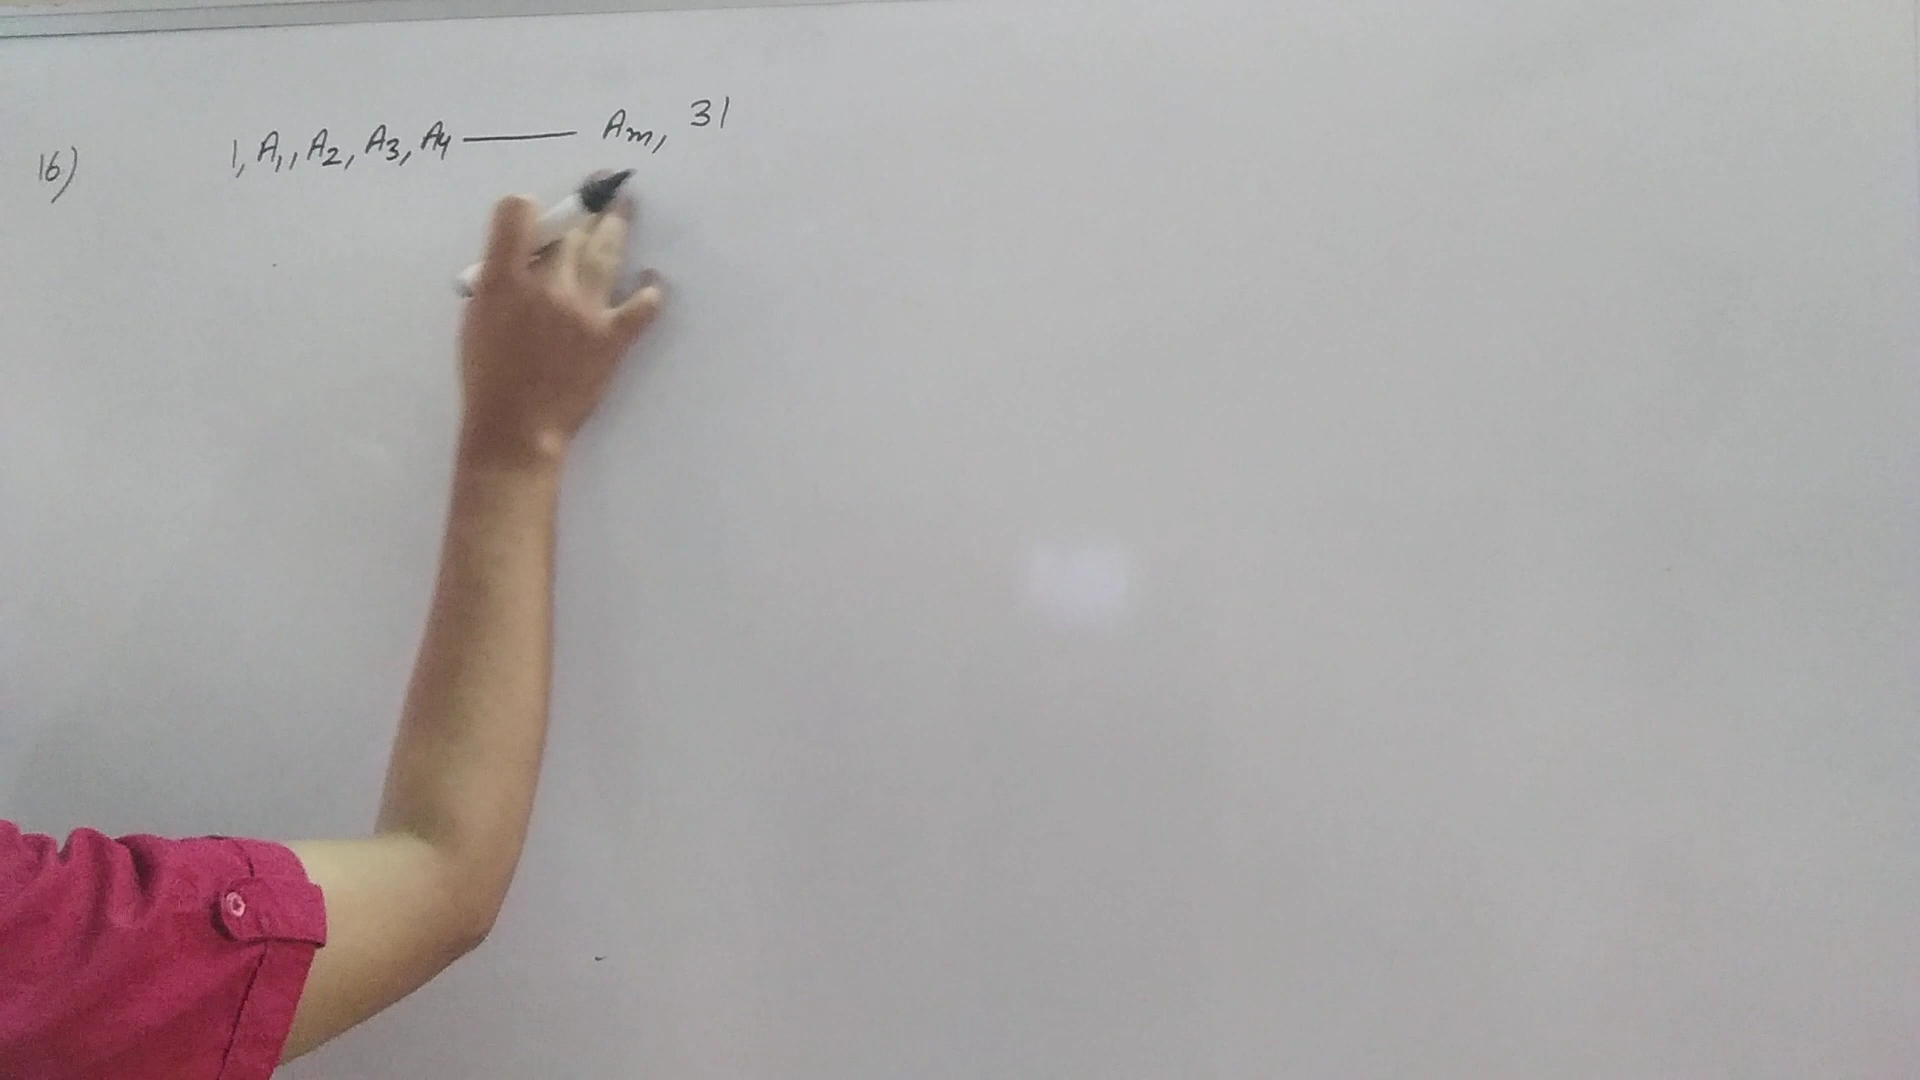 16) 1, A₁, A₂, A₃, A₄ —— Aₘ, 31